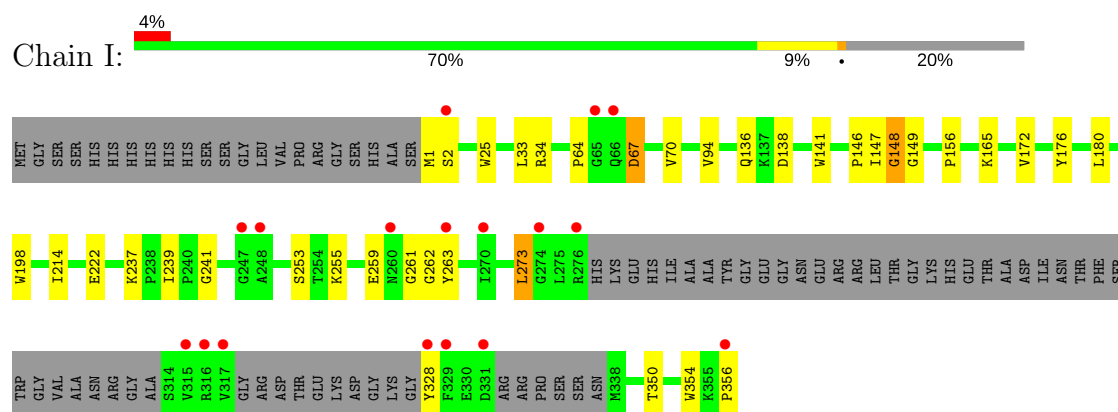 4%
Chain I:
70% 9% • 20%
MET GLY SER SER HIS HIS HIS HIS HIS HIS SER SER GLY LEU VAL PRO ARG GLY SER HIS ALA SER M1 S2 W25 L33 R34 P64 G65 Q66 D67 V70 V94 Q136 K137 D138 W141 P146 I147 G148 G149 P156 K165 V172 Y176 L180
W198 I214 E222 K237 P238 I239 P240 G241 G247 A248 S253 T254 K255 E259 N260 G261 G262 Y263 I270 L273 G274 L275 R276 HIS LYS GLU HIS ILE ALA ALA TYR GLY GLU GLY ASN GLU ARG ARG LEU THR GLY LYS HIS GLU THR ALA ASP ILE ASN THR PHE SER
TRP GLY VAL ALA ASN ARG GLY ALA S314 V315 R316 V317 GLY ARG ASP THR GLU LYS ASP GLY LYS GLY Y328 F329 E330 D331 ARG ARG PRO SER SER ASN M338 T350 W354 K355 P356